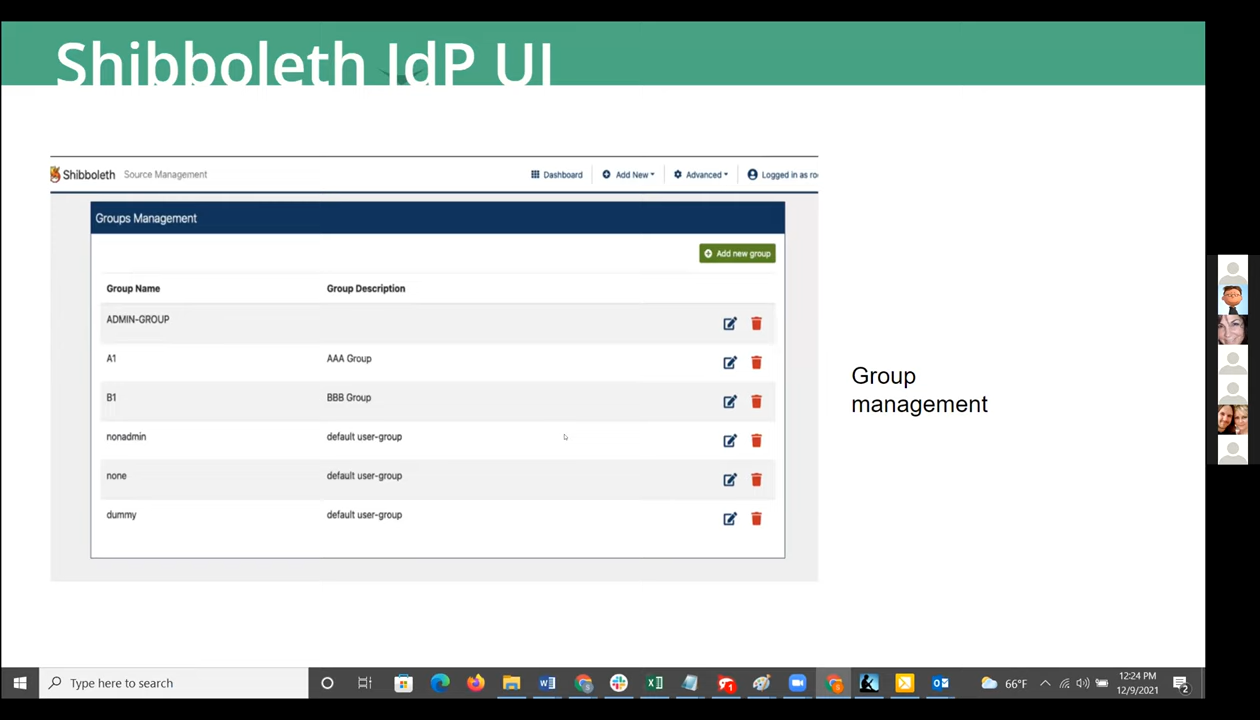 Shibboleth IdP UI
Shibboleth Source Management Dashboard Add New Advanced Logged in as ro
Groups Management
Add new group
Group Name Group Description
ADMIN-GROUP
A1 AAA Group
B1 BBB Group
nonadmin default user-group
none default user-group
dummy default user-group
Group
management
Type here to search
66°F
12:24 PM
12/9/2021
2